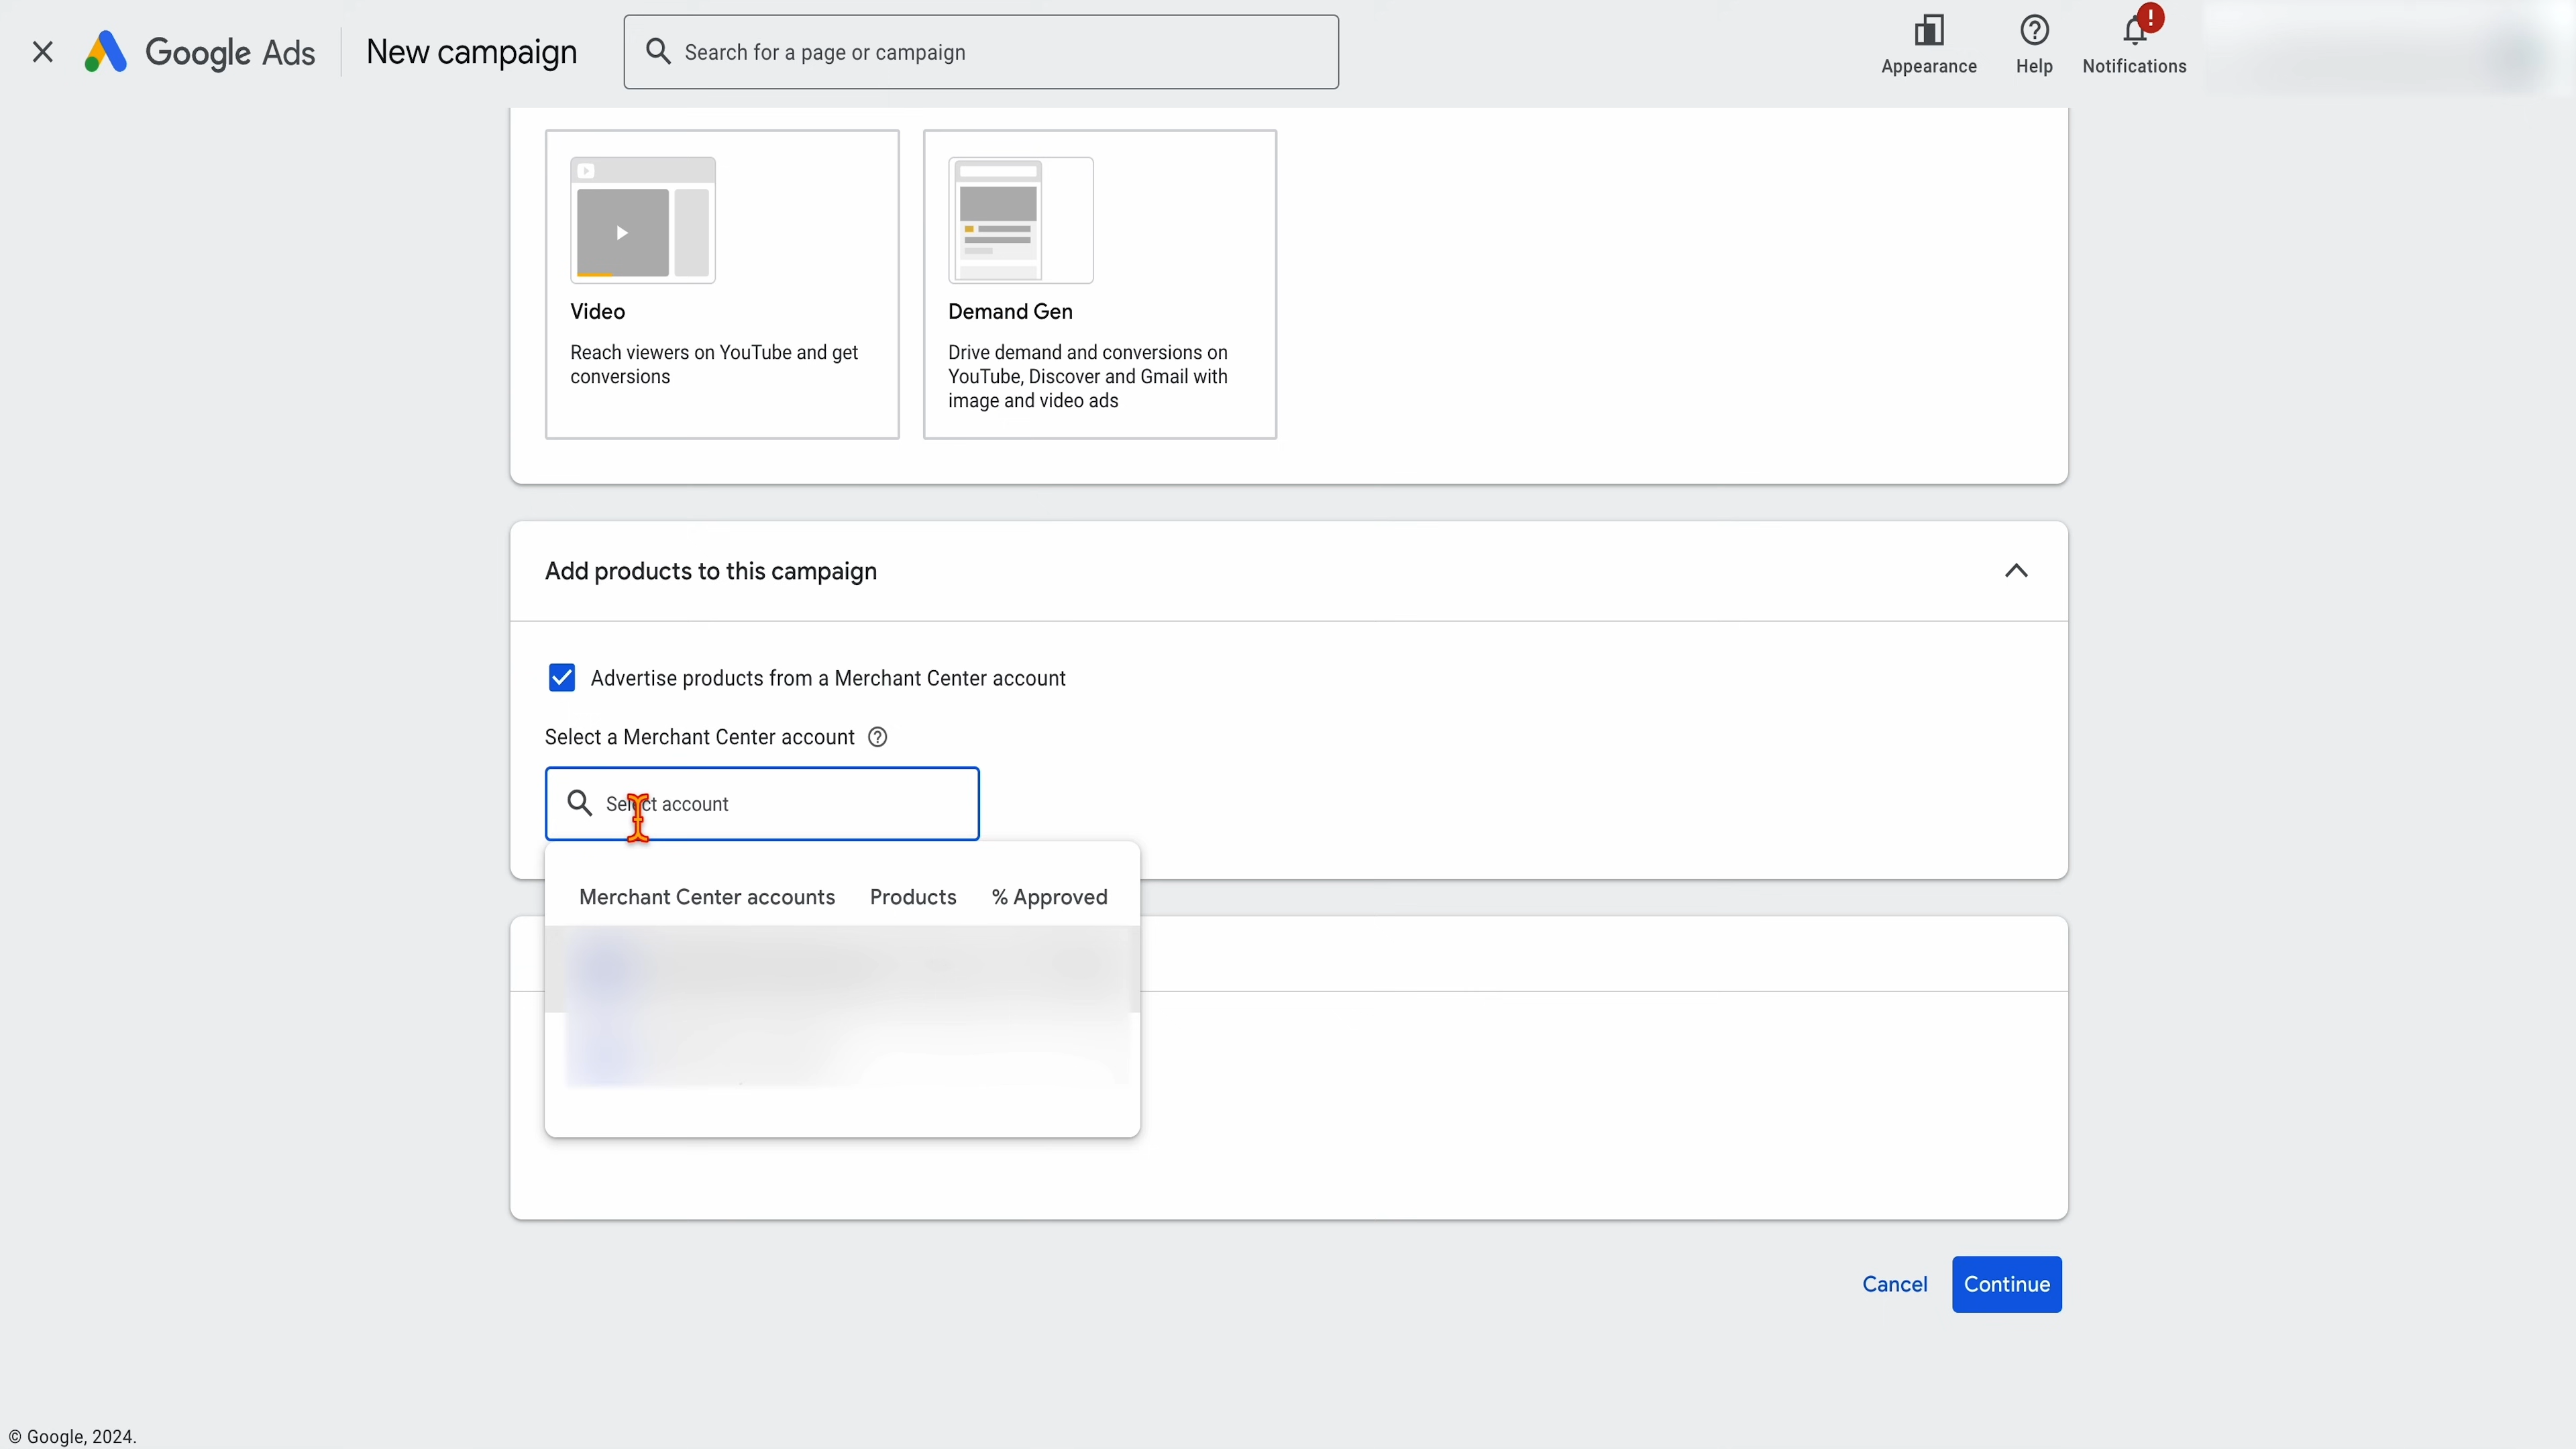 Google Ads
New campaign
Search for a page or campaign
Appearance
Help
!
Notifications
Video
Reach viewers on YouTube and get
conversions
Demand Gen
Drive demand and conversions on
YouTube, Discover and Gmail with
image and video ads
Add products to this campaign
Advertise products from a Merchant Center account
Select a Merchant Center account
Select account
Merchant Center accounts Products % Approved
Cancel
Continue
© Google, 2024.